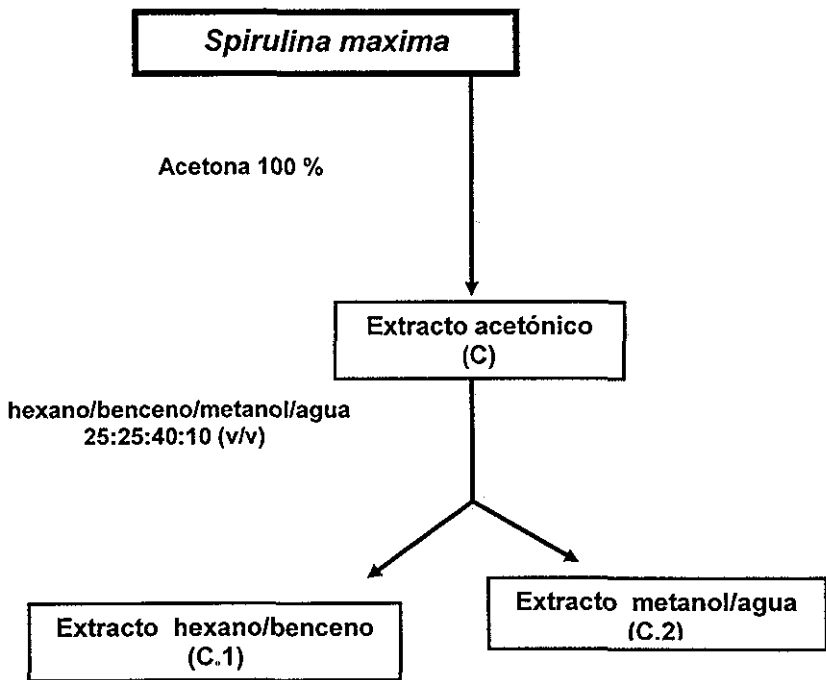 Spirulina maxima
Acetona 100 %
Extracto acetónico
(C)
hexano/benceno/metanol/agua
25:25:40:10 (v/v)
Extracto hexano/benceno
(C.1)
Extracto metanol/agua
(C.2)